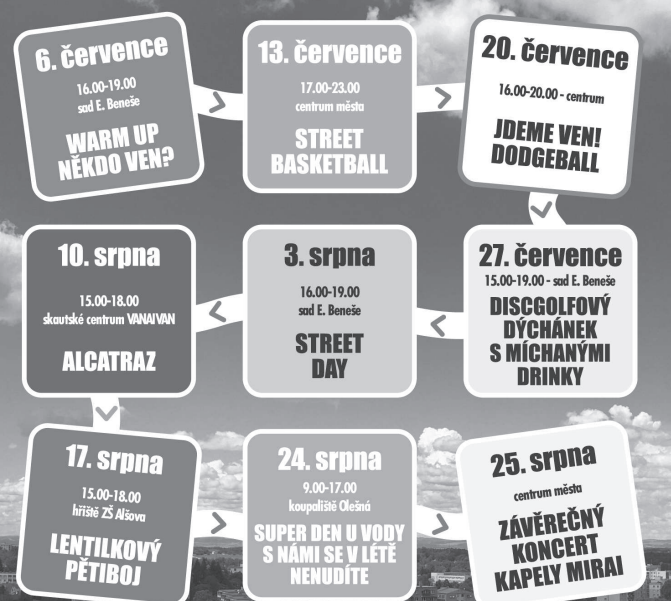 6. července
16.00-19.00
sad E. Beneše
WARM UP
NĚKDO VEN?
13. července
17.00-23.00
centrum města
STREET
BASKETBALL
20. července
16.00-20.00 - centrum
JDEME VEN!
DODGEBALL
27. července
15.00-19.00 - sad E. Beneše
DISCGOLFOVÝ
DÝCHÁNEK
S MÍCHANÝMI
DRINKY
3. srpna
16.00-19.00
sad E. Beneše
STREET
DAY
10. srpna
15.00-18.00
skautské centrum VANAIVAN
ALCATRAZ
17. srpna
15.00-18.00
hřiště ZŠ Alšova
LENTILKOVÝ
PĚTIBOJ
24. srpna
9.00-17.00
koupaliště Olešná
SUPER DEN U VODY
S NÁMI SE V LÉTĚ
NENUDÍTE
25. srpna
centrum města
ZÁVĚREČNÝ
KONCERT
KAPELY MIRAI